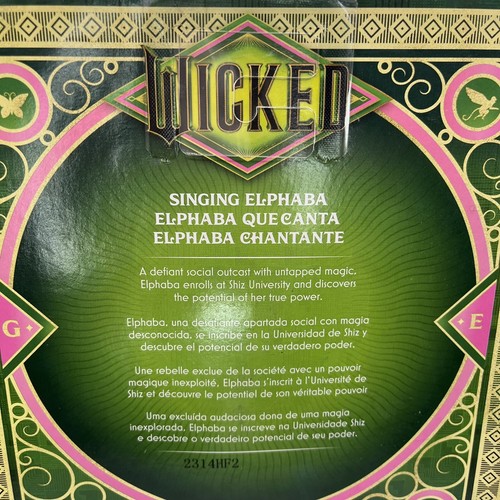 WICKED
SINGING ELPHABA
ELPHABA QUE CANTA
ELPHABA CHANTANTE
A defiant social outcast with untapped magic,
Elphaba enrolls at Shiz University and discovers
the potential of her true power.
Elphaba, una desafiante apartada social con magia
desconocida, se inscribe en la Universidad de Shiz y
descubre el potencial de su verdadero poder.
G
E
Une rebelle exclue de la société avec un pouvoir
magique inexploité, Elphaba s'inscrit à l'Université de
Shiz et découvre le potentiel de son véritable pouvoir
Uma excluída audaciosa dona de uma magia
inexplorada, Elphaba se inscreve na Universidade Shiz
e descobre o verdadeiro potencial de seu poder.
2314HF2